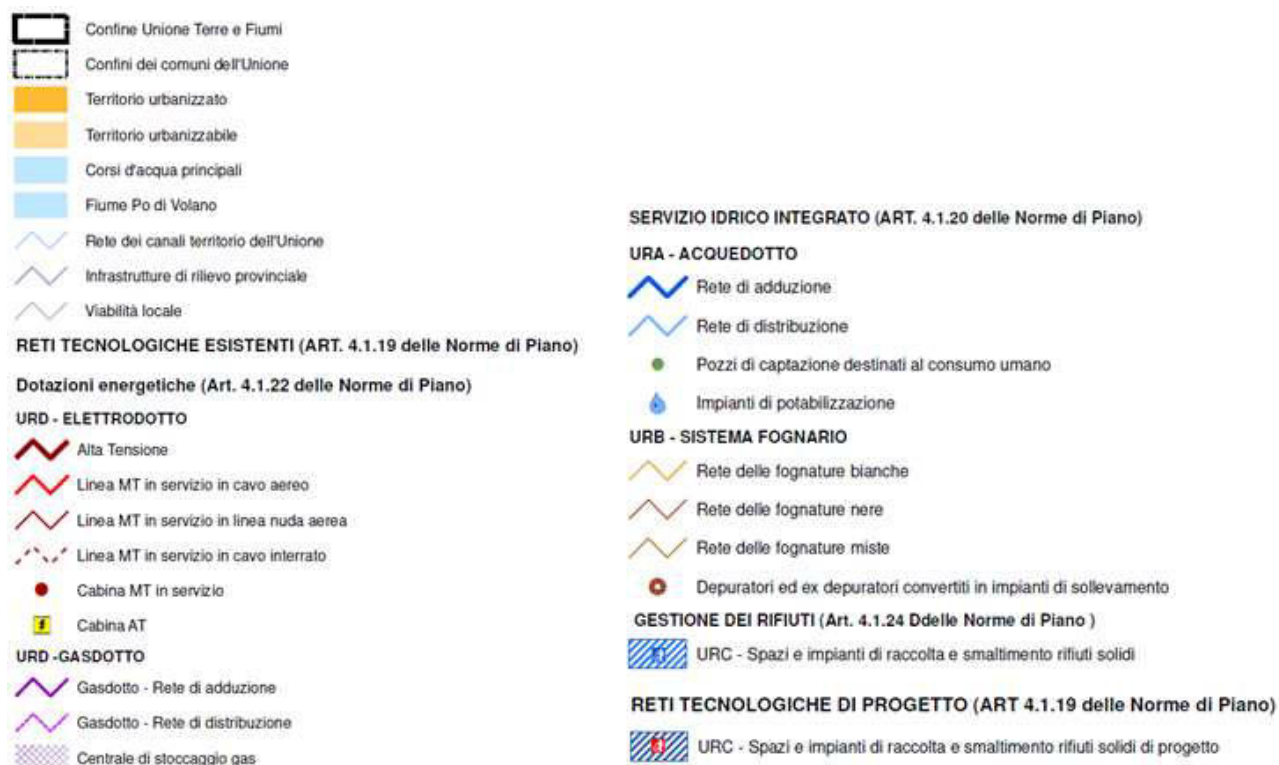 Confine Unione Terre e Fiumi
Confini dei comuni dell'Unione
Territorio urbanizzato
Territorio urbanizzabile
Corsi d'acqua principali
Fiume Po di Volano
Rete dei canali territorio dell'Unione
Infrastrutture di rilievo provinciale
Viabilità locale
RETI TECNOLOGICHE ESISTENTI (ART. 4.1.19 delle Norme di Piano)
Dotazioni energetiche (Art. 4.1.22 delle Norme di Piano)
URD - ELETTRODOTTO
Alta Tensione
Linea MT in servizio in cavo aereo
Linea MT in servizio in linea nuda aerea
Linea MT in servizio in cavo interrato
Cabina MT in servizio
Cabina AT
URD -GASDOTTO
Gasdotto - Rete di adduzione
Gasdotto - Rete di distribuzione
Centrale di stoccaggio gas
SERVIZIO IDRICO INTEGRATO (ART. 4.1.20 delle Norme di Piano)
URA - ACQUEDOTTO
Rete di adduzione
Rete di distribuzione
Pozzi di captazione destinati al consumo umano
Impianti di potabilizzazione
URB - SISTEMA FOGNARIO
Rete delle fognature bianche
Rete delle fognature nere
Rete delle fognature miste
Depuratori ed ex depuratori convertiti in impianti di sollevamento
GESTIONE DEI RIFIUTI (Art. 4.1.24 Ddelle Norme di Piano )
URC - Spazi e impianti di raccolta e smaltimento rifiuti solidi
RETI TECNOLOGICHE DI PROGETTO (ART 4.1.19 delle Norme di Piano)
URC - Spazi e impianti di raccolta e smaltimento rifiuti solidi di progetto